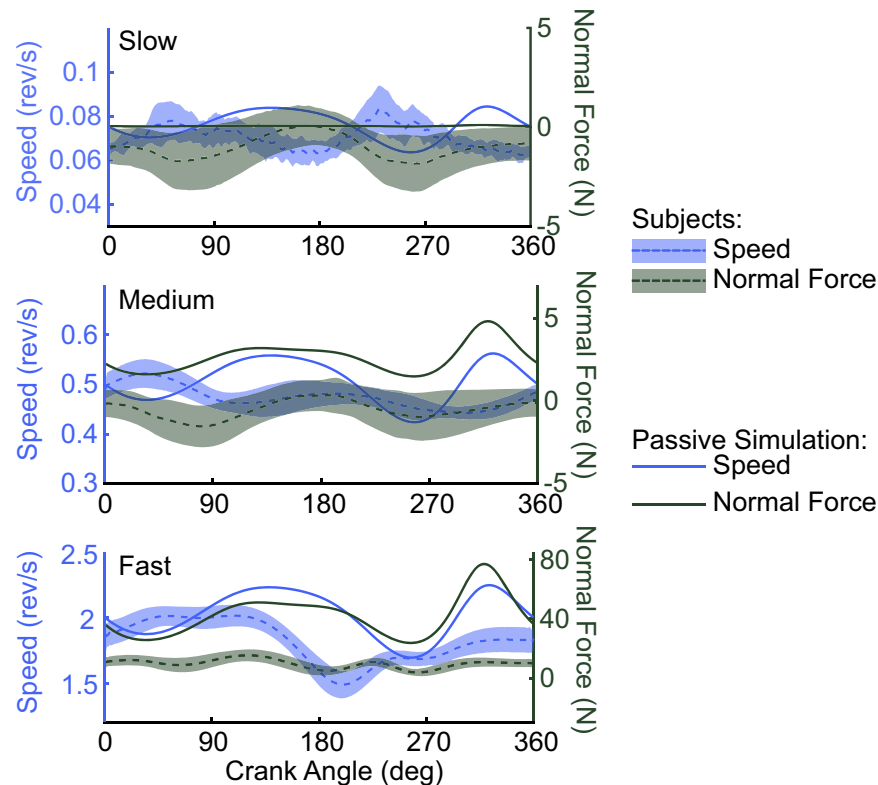 Slow
Speed (rev/s)
0.1
0.08
0.06
0.04
5
0
-5
Normal Force (N)
0
90
180
270
360
Medium
Speed (rev/s)
0.6
0.5
0.4
0.3
5
0
-5
Normal Force (N)
0
90
180
270
360
Fast
Speed (rev/s)
2.5
2
1.5
80
40
0
Normal Force (N)
0
90
180
270
360
Crank Angle (deg)
Subjects:
Speed
Normal Force
Passive Simulation:
Speed
Normal Force